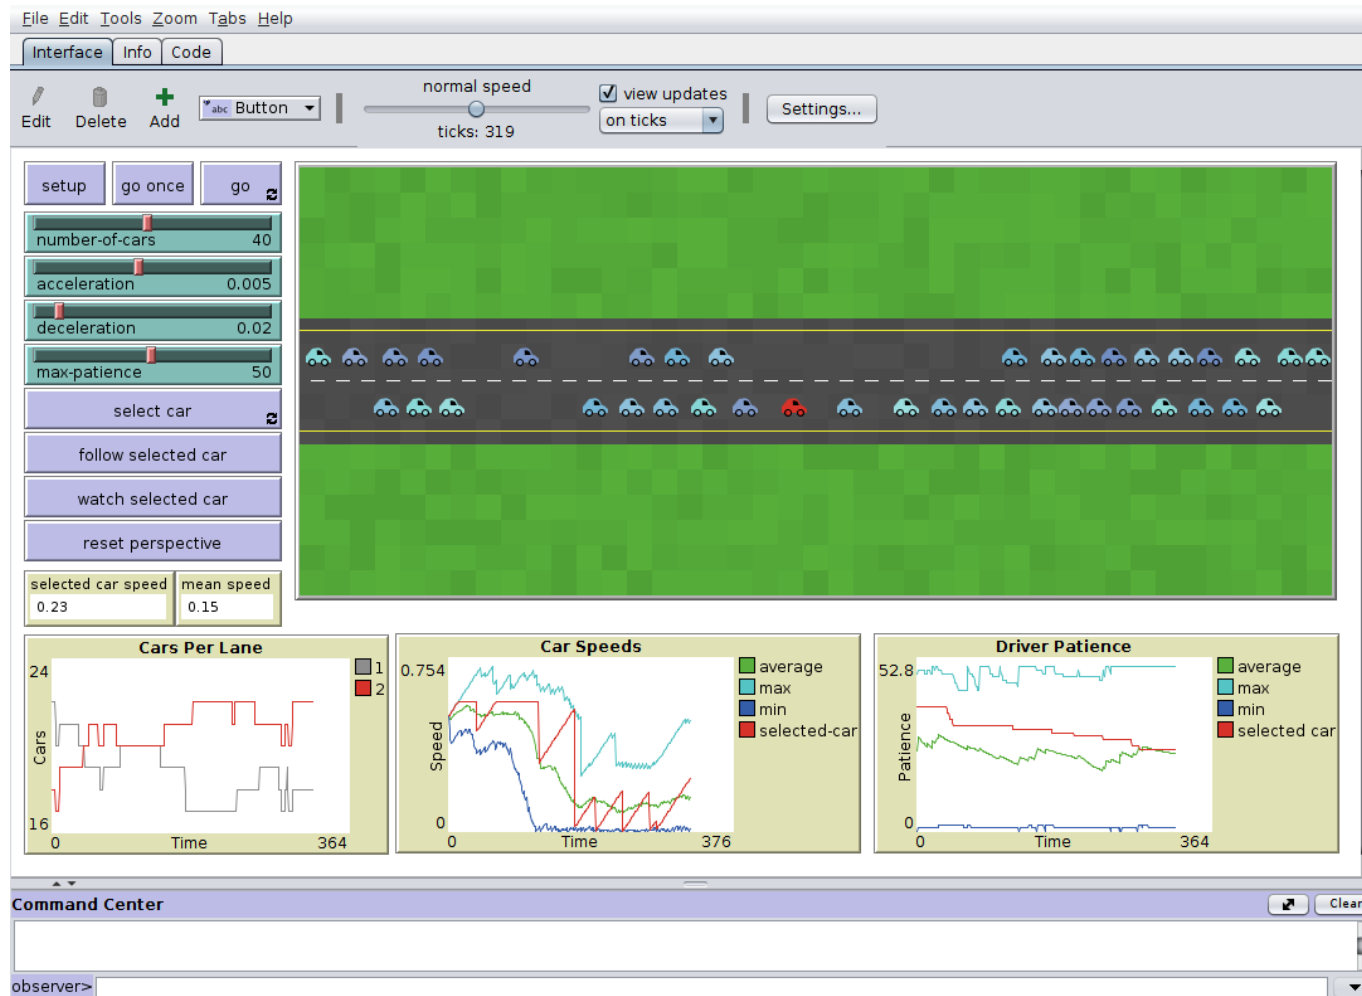 File Edit Tools Zoom Tabs Help
Interface Info Code
Edit Delete Add abc Button normal speed ticks: 319 view updates on ticks Settings...
setup go once go
number-of-cars 40
acceleration 0.005
deceleration 0.02
max-patience 50
select car
follow selected car
watch selected car
reset perspective
selected car speed mean speed
0.23 0.15
Cars Per Lane
24
Cars
16
0 Time 364
1
2
Car Speeds
0.754
Speed
0
0 Time 376
average
max
min
selected-car
Driver Patience
52.8
Patience
0
0 Time 364
average
max
min
selected car
Command Center Clear
observer>